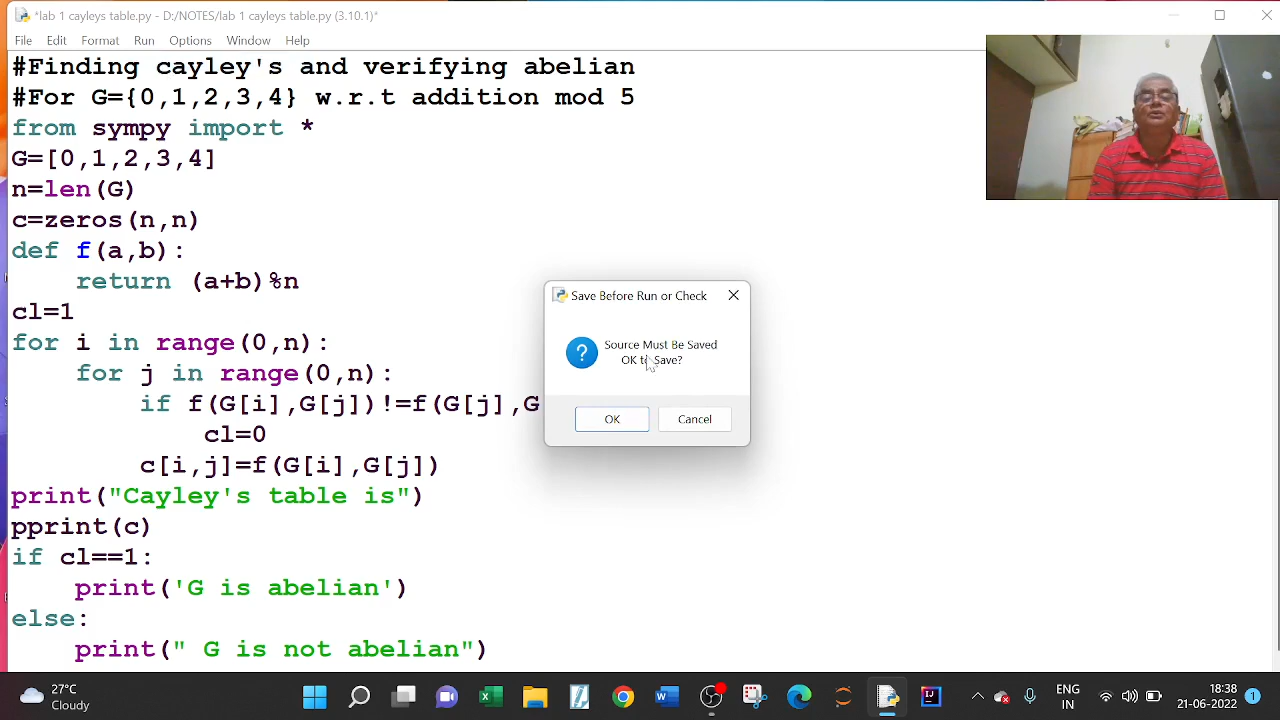 *lab 1 cayleys table.py - D:/NOTES/lab 1 cayleys table.py (3.10.1)*
File Edit Format Run Options Window Help
#Finding cayley's and verifying abelian
#For G={0,1,2,3,4} w.r.t addition mod 5
from sympy import *
G=[0,1,2,3,4]
n=len(G)
c=zeros(n,n)
def f(a,b):
    return (a+b)%n
cl=1
for i in range(0,n):
    for j in range(0,n):
        if f(G[i],G[j])!=f(G[j],G
            cl=0
        c[i,j]=f(G[i],G[j])
print("Cayley's table is")
pprint(c)
if cl==1:
    print('G is abelian')
else:
    print(" G is not abelian")
Save Before Run or Check
Source Must Be Saved
OK to Save?
OK Cancel
27°C
Cloudy
ENG
IN
18:38
21-06-2022
1